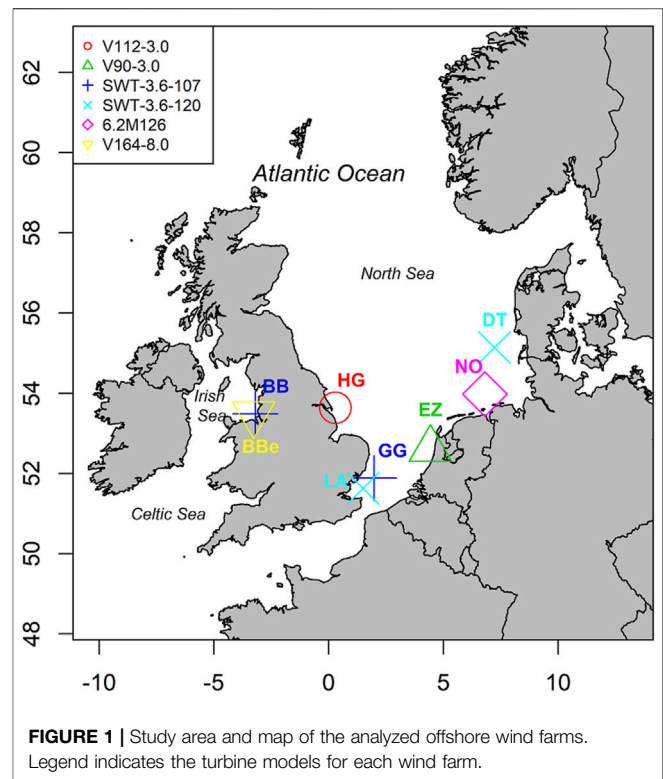 V112-3.0
V90-3.0
SWT-3.6-107
SWT-3.6-120
6.2M126
V164-8.0
62
60
58
56
54
52
50
48
Atlantic Ocean
North Sea
DT
NO
BB
HG
Irish
Sea
EZ
BBe
GG
LA
Celtic Sea
-10
-5
0
5
10
FIGURE 1 | Study area and map of the analyzed offshore wind farms.
Legend indicates the turbine models for each wind farm.